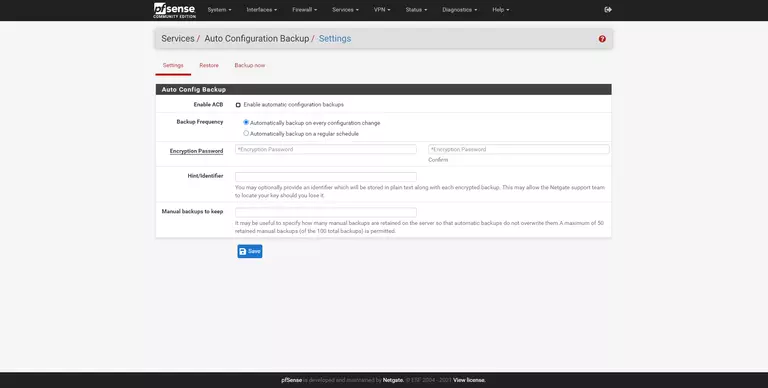 pfsense
COMMUNITY EDITION
System Interfaces Firewall Services VPN Status Diagnostics Help
Services / Auto Configuration Backup / Settings
Settings Restore Backup now
Auto Config Backup
Enable ACB Enable automatic configuration backups
Backup Frequency Automatically backup on every configuration change
Automatically backup on a regular schedule
Encryption Password *Encryption Password *Encryption Password
Confirm
Hint/Identifier
You may optionally provide an identifier which will be stored in plain text along with each encrypted backup. This may allow the Netgate support team
to locate your key should you lose it.
Manual backups to keep
It may be useful to specify how many manual backups are retained on the server so that automatic backups do not overwrite them.A maximum of 50
retained manual backups (of the 100 total backups) is permitted.
Save
pfSense is developed and maintained by Netgate. © ESF 2004 - 2021 View license.